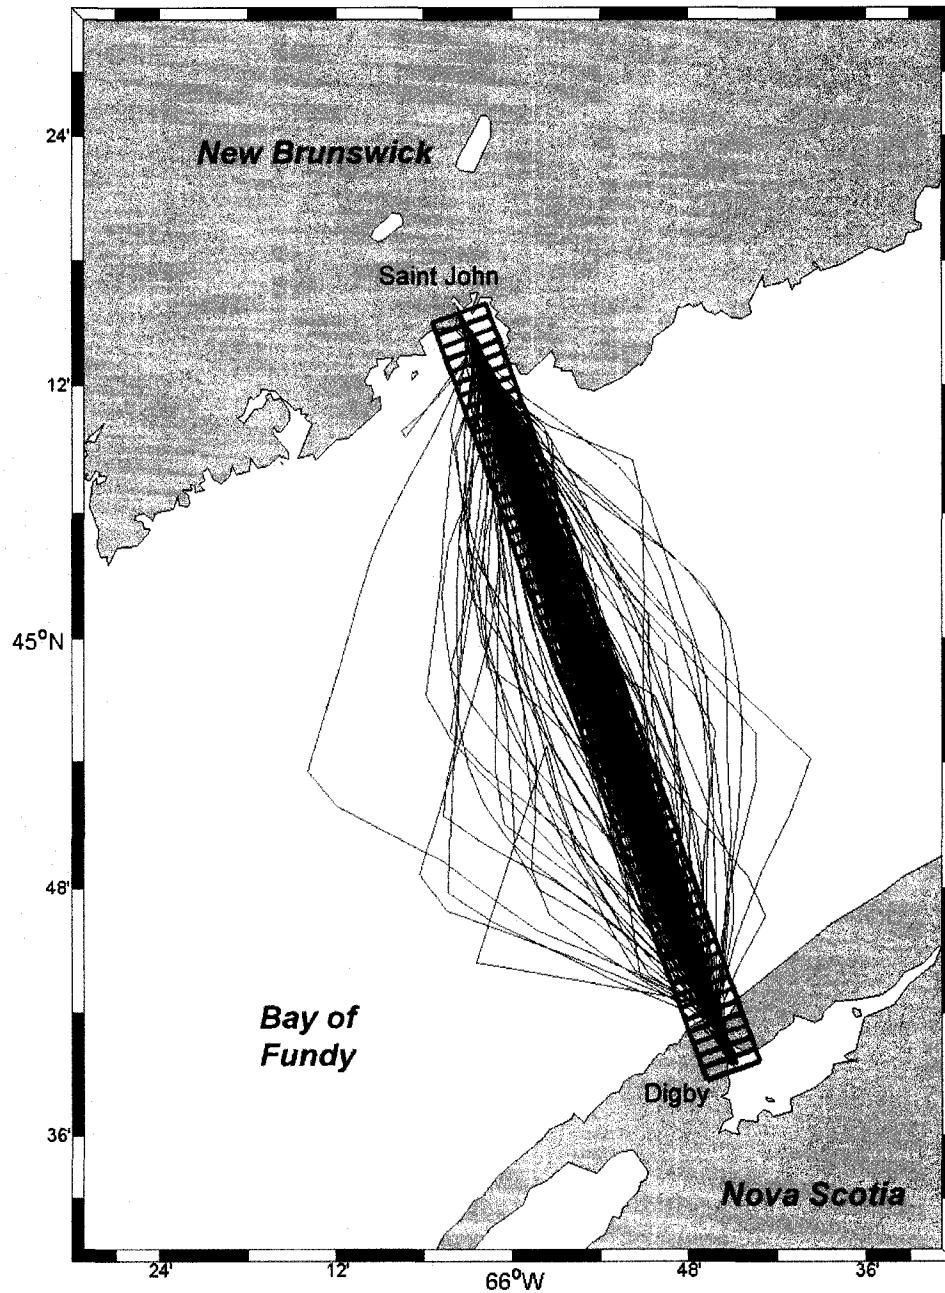 24'
New Brunswick
Saint John
12'
45°N
48'
Bay of
Fundy
Digby
36'
Nova Scotia
24'
12'
66°W
48'
36'